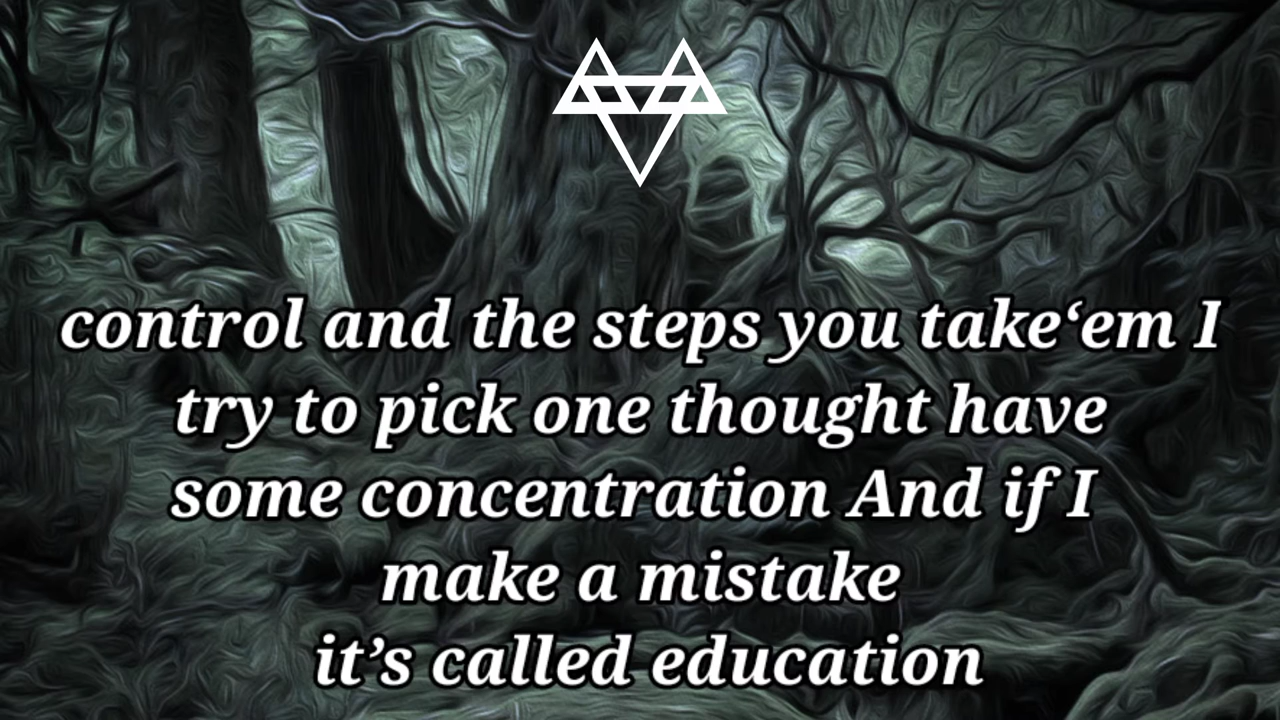 control and the steps you take‘em I
try to pick one thought have
some concentration And if I
make a mistake
it’s called education